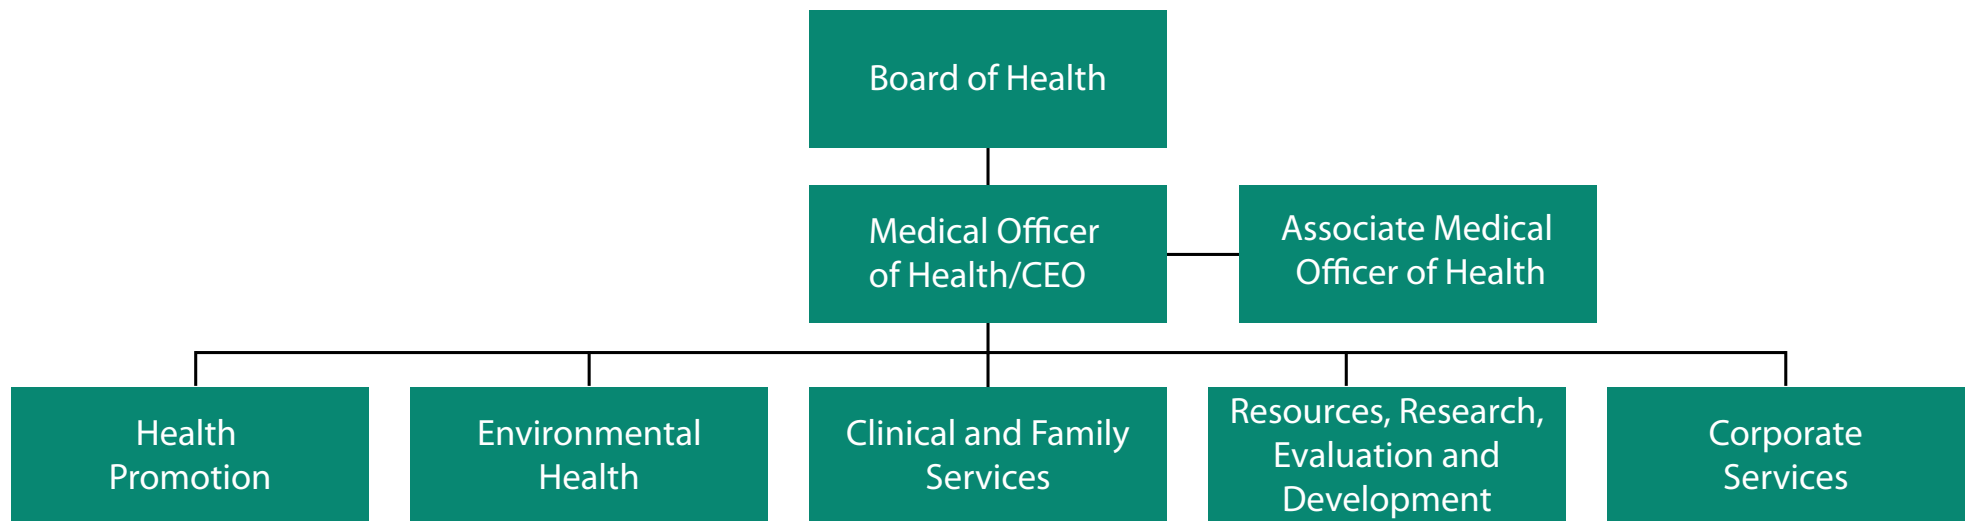 Board of Health
Medical Officer
of Health/CEO
Associate Medical
Officer of Health
Health
Promotion
Environmental
Health
Clinical and Family
Services
Resources, Research,
Evaluation and
Development
Corporate
Services